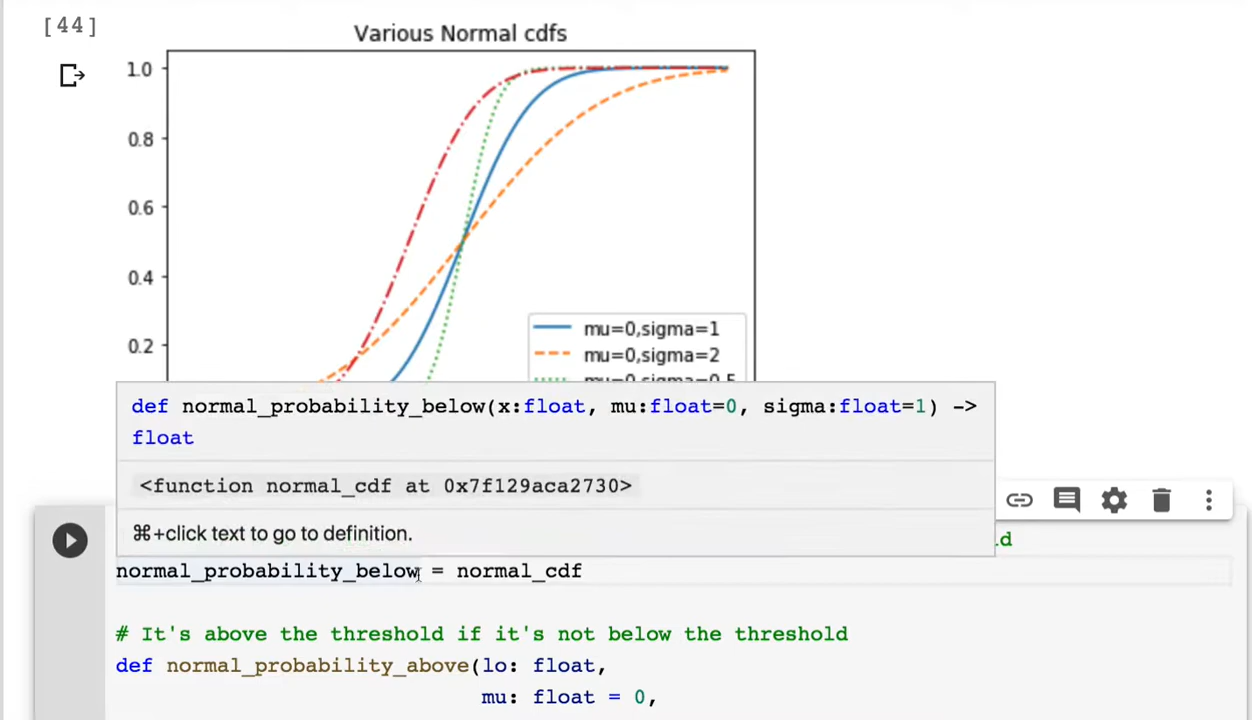 [44]
Various Normal cdfs
1.0
0.8
0.6
0.4
0.2
mu=0,sigma=1
mu=0,sigma=2
def normal_probability_below(x:float, mu:float=0, sigma:float=1) ->
float
<function normal_cdf at 0x7f129aca2730>
⌘+click text to go to definition.
normal_probability_below = normal_cdf
# It's above the threshold if it's not below the threshold
def normal_probability_above(lo: float,
mu: float = 0,